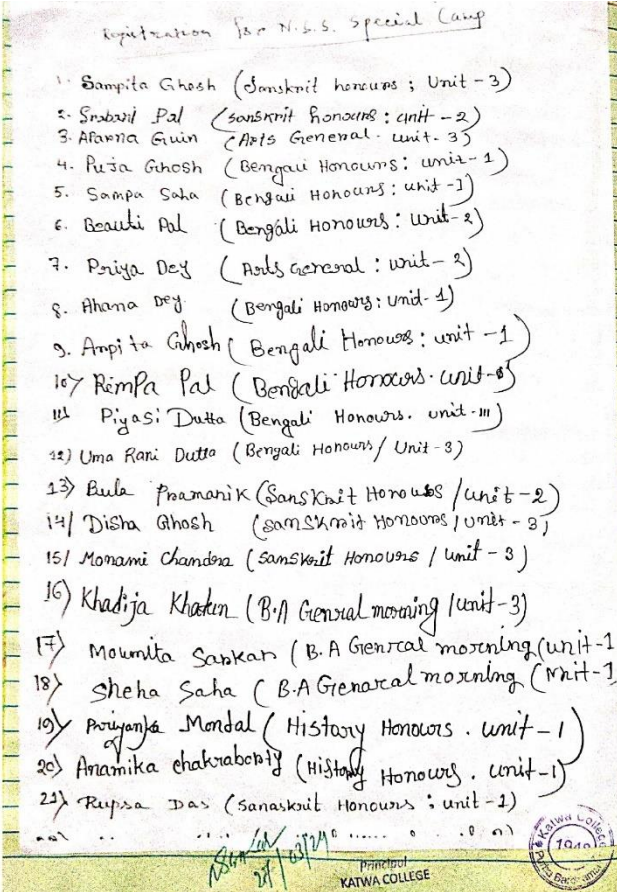 Registration for N.S.S. Special Camp
1. Sampita Ghosh (Sanskrit honours ; Unit - 3)
2. Srabani Pal (Sanskrit honours : unit - 2)
3. Aparna Guin (Arts General. unit. 3)
4. Puja Ghosh (Bengali Honours: unit - 1)
5. Sampa Saha (Bengali Honours: unit - 1)
6. Beauti Pal (Bengali Honours : Unit - 2)
7. Priya Dey (Arts General : unit - 2)
8. Ahana Dey (Bengali Honours: Unit - 1)
9. Arpita Ghosh (Bengali Honours: unit - 1)
10) Rimpa Pal (Bengali Honours. unit -
11) Piyasi Dutta (Bengali Honours. unit - III)
12) Uma Rani Dutta (Bengali Honours / Unit - 3)
13) Bula Pramanik (Sanskrit Honours / unit - 2)
14/ Disha Ghosh (Sanskrit Honours / unit - 3)
15/ Monami Chandra (Sanskrit Honours / unit - 3)
16) Khadija Khatun (B.A Genral morning / unit - 3)
17) Moumita Sarkar (B.A Genrcal morning (unit - 1
18) Sneha Saha (B.A Genaral morning (Unit - 1
19) Priyanka Mondal (Histary Honours. unit - 1)
20) Anamika chakraborty (History Honours. unit - 1)
21) Rupsa Das (Sanaskrit Honours ; unit - 1)
03/24
Principal
KATWA COLLEGE
Katwa College